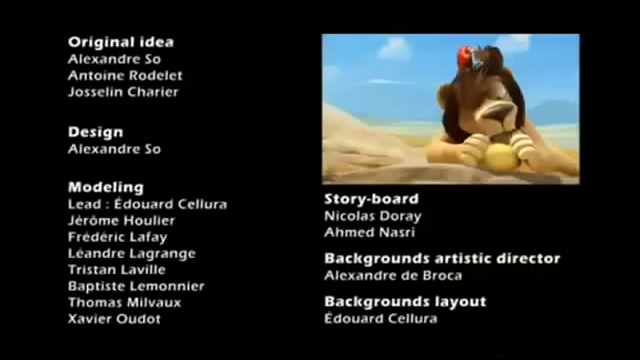 Original idea
Alexandre So
Antoine Rodelet
Josselin Charier
Design
Alexandre So
Modeling
Lead : Édouard Cellura
Jérôme Houlier
Frédéric Lafay
Léandre Lagrange
Tristan Laville
Baptiste Lemonnier
Thomas Milvaux
Xavier Oudot
Story-board
Nicolas Doray
Ahmed Nasri
Backgrounds artistic director
Alexandre de Broca
Backgrounds layout
Édouard Cellura